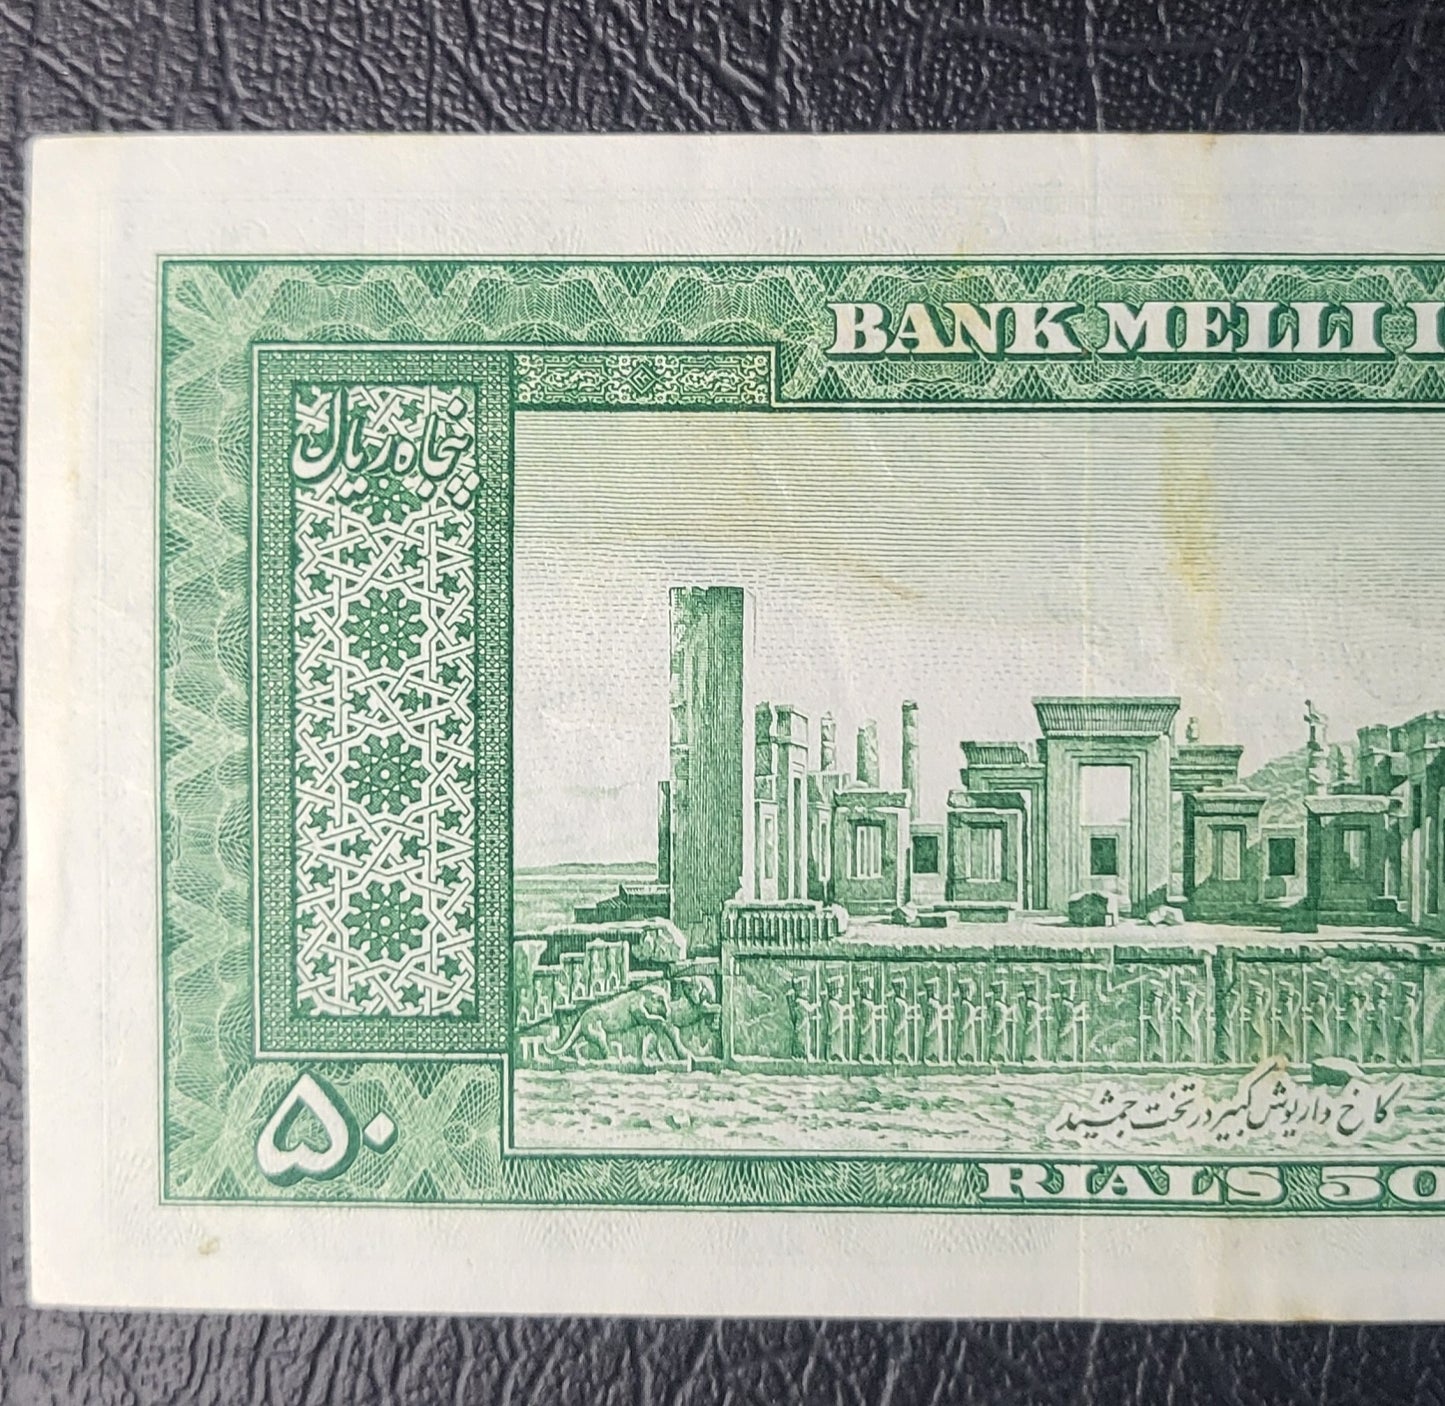 BANK MELLI I
پنجاه ریال
کاخ داریوش کبیر در تخت جمشید
۵۰
RIALS 50